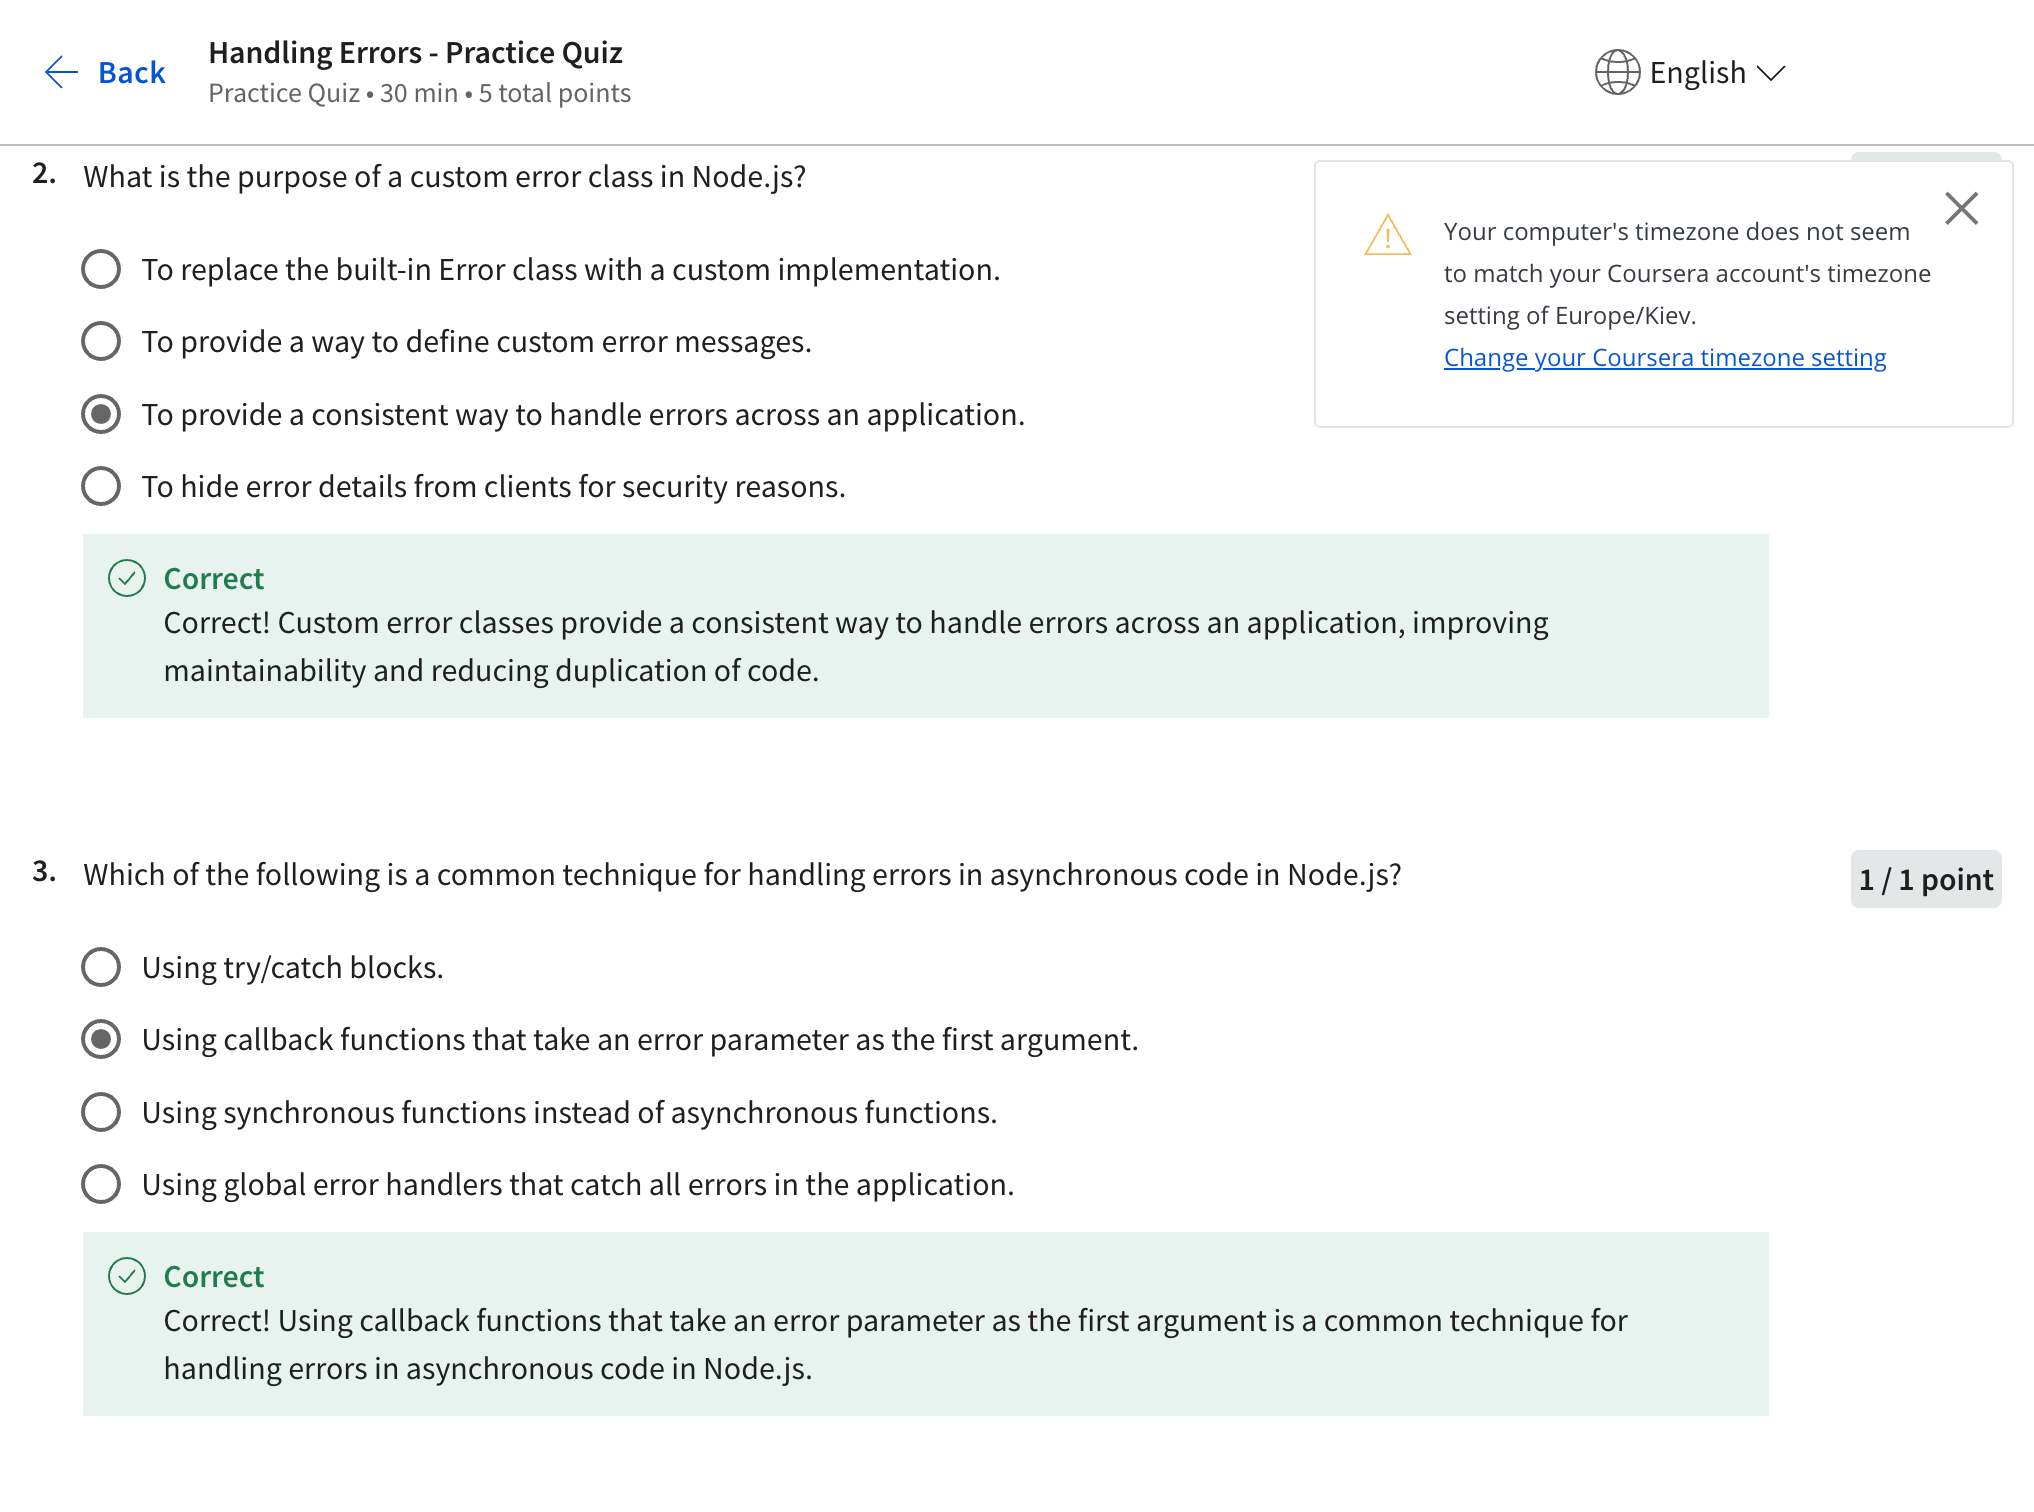 Back
Handling Errors - Practice Quiz
Practice Quiz • 30 min • 5 total points
English
2. What is the purpose of a custom error class in Node.js?
To replace the built-in Error class with a custom implementation.
To provide a way to define custom error messages.
To provide a consistent way to handle errors across an application.
To hide error details from clients for security reasons.
Your computer's timezone does not seem
to match your Coursera account's timezone
setting of Europe/Kiev.
Change your Coursera timezone setting
Correct
Correct! Custom error classes provide a consistent way to handle errors across an application, improving
maintainability and reducing duplication of code.
3. Which of the following is a common technique for handling errors in asynchronous code in Node.js?
1 / 1 point
Using try/catch blocks.
Using callback functions that take an error parameter as the first argument.
Using synchronous functions instead of asynchronous functions.
Using global error handlers that catch all errors in the application.
Correct
Correct! Using callback functions that take an error parameter as the first argument is a common technique for
handling errors in asynchronous code in Node.js.